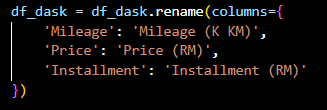 df_dask = df_dask.rename(columns={
    'Mileage': 'Mileage (K KM)',
    'Price': 'Price (RM)',
    'Installment': 'Installment (RM)'
})